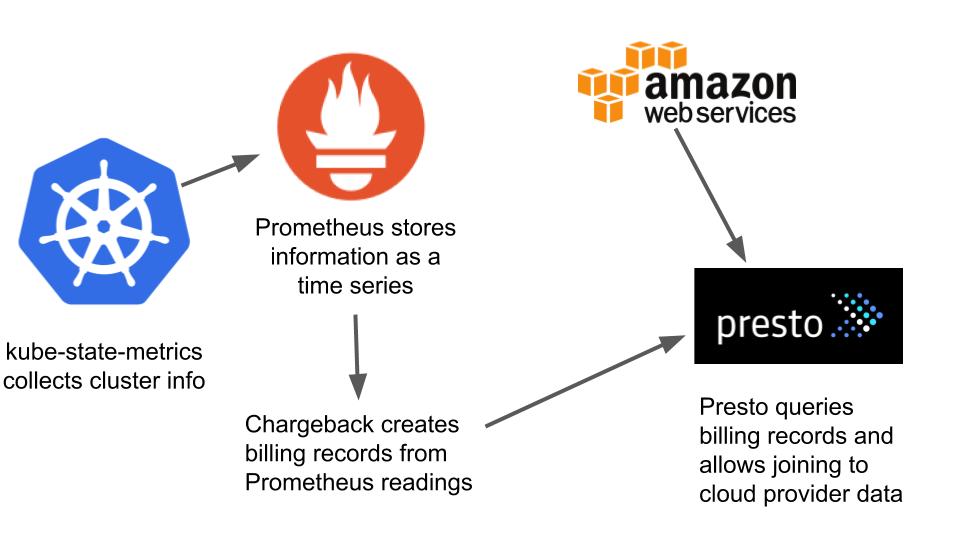 amazon
web services
Prometheus stores
information as a
time series
kube-state-metrics
collects cluster info
Chargeback creates
billing records from
Prometheus readings
presto
Presto queries
billing records and
allows joining to
cloud provider data